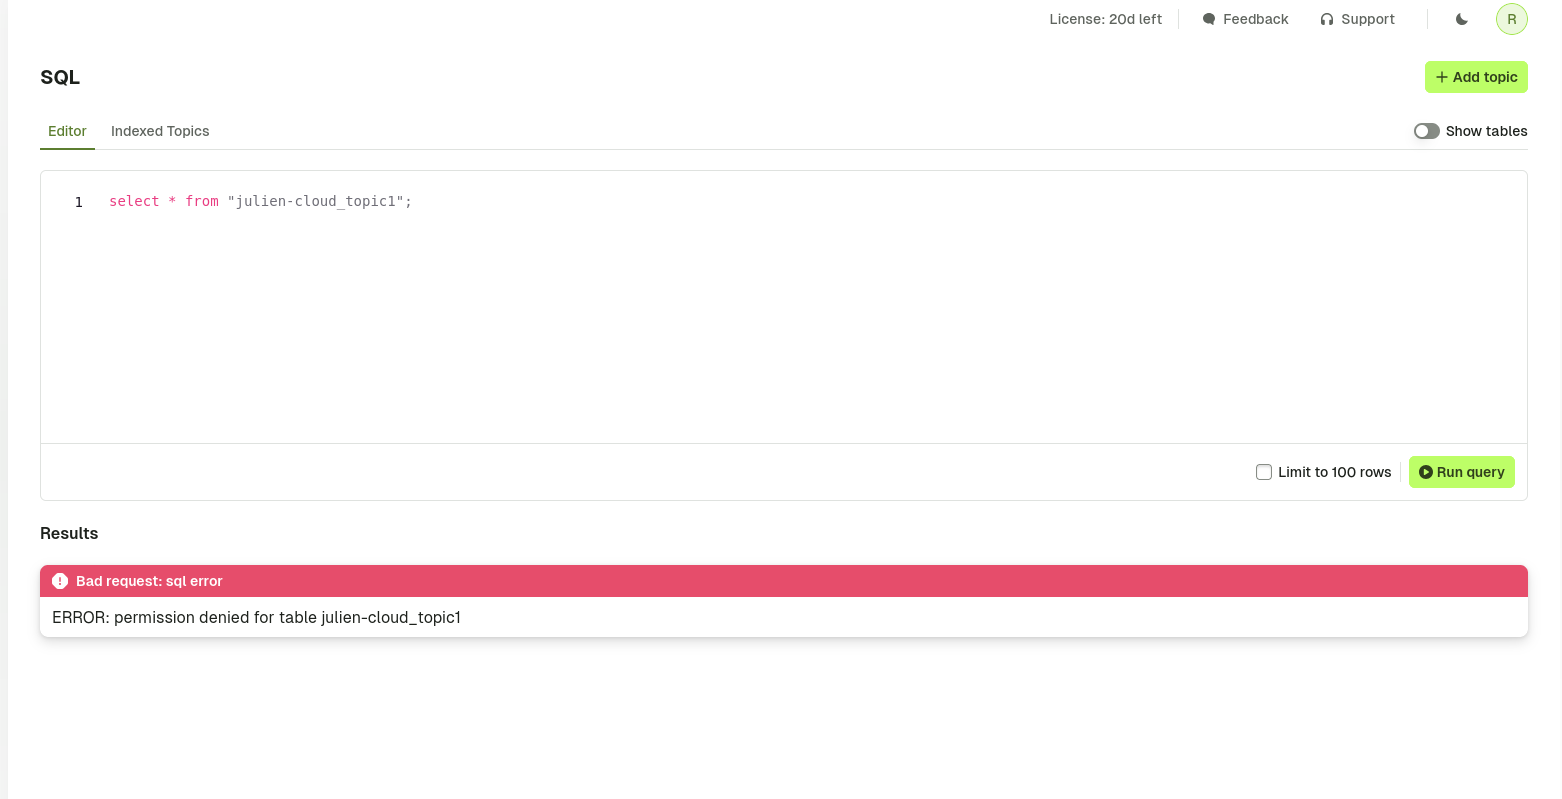 License: 20d left
Feedback
Support
R
SQL
Add topic
Editor
Indexed Topics
Show tables
1
select * from "julien-cloud_topic1";
Limit to 100 rows
Run query
Results
Bad request: sql error
ERROR: permission denied for table julien-cloud_topic1